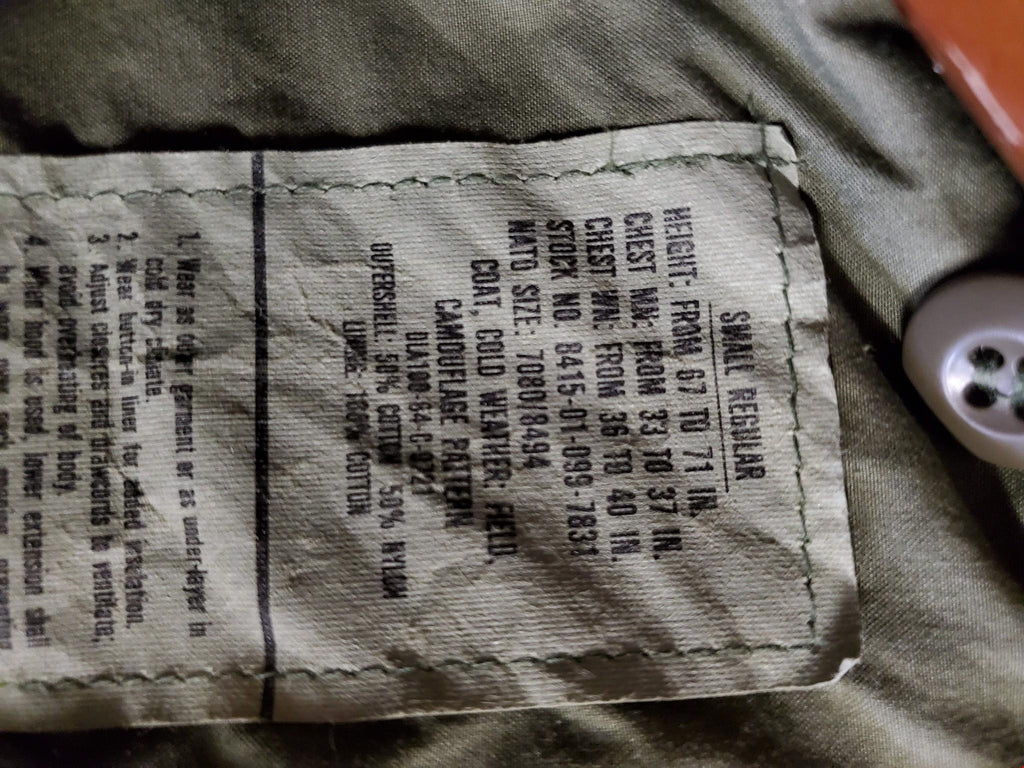 SMALL REGULAR
HEIGHT: FROM 67 TO 71 IN.
CHEST MN: FROM 33 TO 37 IN.
CHEST WN: FROM 36 TO 40 IN.
STOCK NO. 8415-01-099-7831
NATO SIZE: 7080/8494
COAT, COLD WEATHER: FIELD,
CAMOUFLAGE PATTERN
DLA100-84-C-0721
OUTERSHELL: 50% COTTON 50% NYLON
LINING: 100% COTTON
1. Wear as outer garment or as under-layer in
cold dry climate
2. Wear button-in liner for added insulation.
3. Adjust closures and drawcords to ventilate;
avoid overheating of body.
4. When hood is used, lower extension shall
be worn